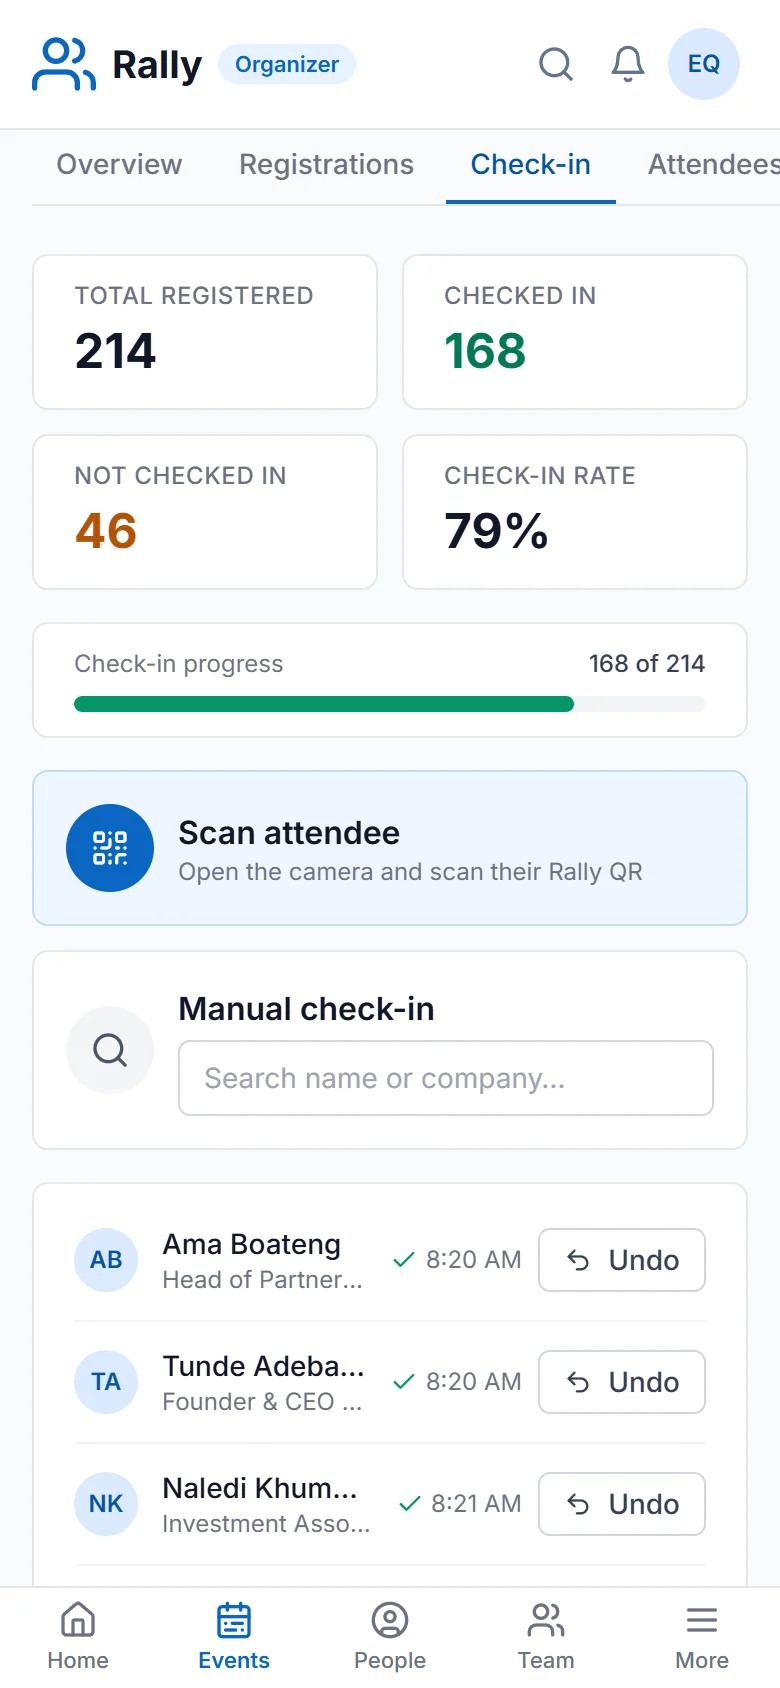 Rally
Organizer
EQ
Overview
Registrations
Check-in
Attendees
TOTAL REGISTERED
214
CHECKED IN
168
NOT CHECKED IN
46
CHECK-IN RATE
79%
Check-in progress
168 of 214
Scan attendee
Open the camera and scan their Rally QR
Manual check-in
Search name or company...
AB
Ama Boateng
Head of Partner...
8:20 AM
Undo
TA
Tunde Adeba...
Founder & CEO ...
8:20 AM
Undo
NK
Naledi Khum...
Investment Asso...
8:21 AM
Undo
Home
Events
People
Team
More